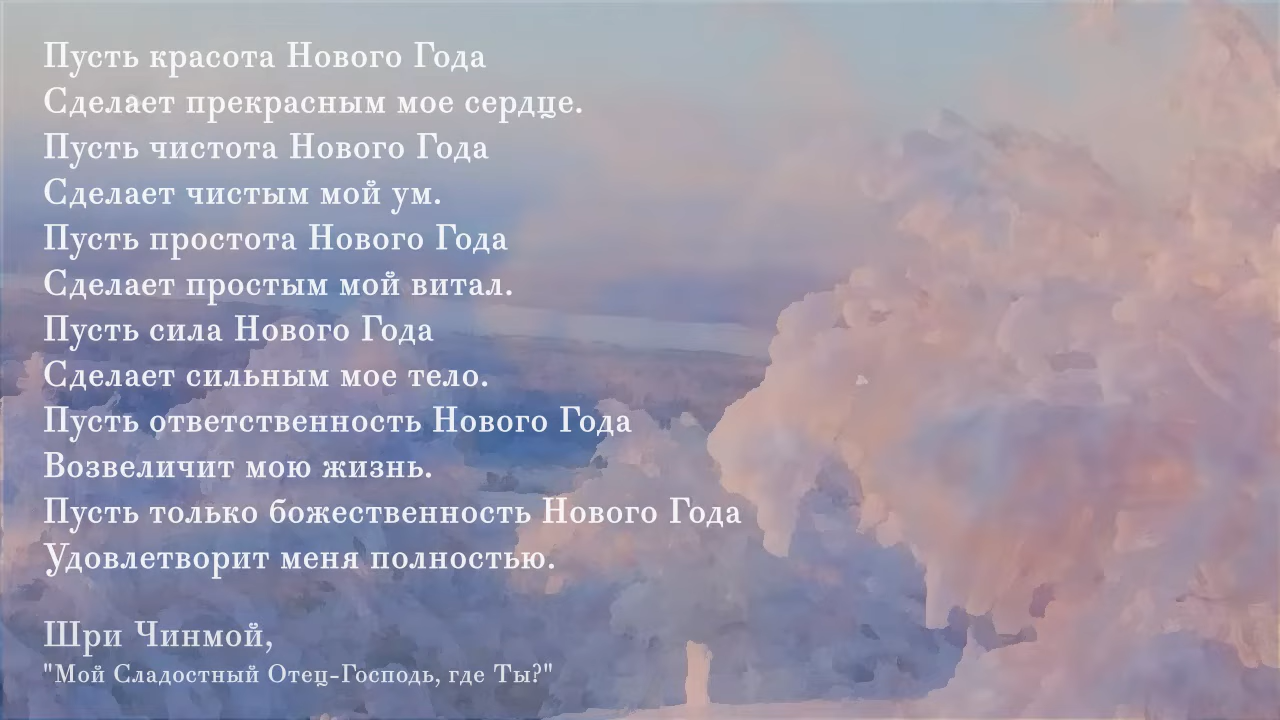 Пусть красота Нового Года
Сделает прекрасным мое сердце.
Пусть чистота Нового Года
Сделает чистым мой ум.
Пусть простота Нового Года
Сделает простым мой витал.
Пусть сила Нового Года
Сделает сильным мое тело.
Пусть ответственность Нового Года
Возвеличит мою жизнь.
Пусть только божественность Нового Года
Удовлетворит меня полностью.
Шри Чинмой,
"Мой Сладостный Отец-Господь, где Ты?"